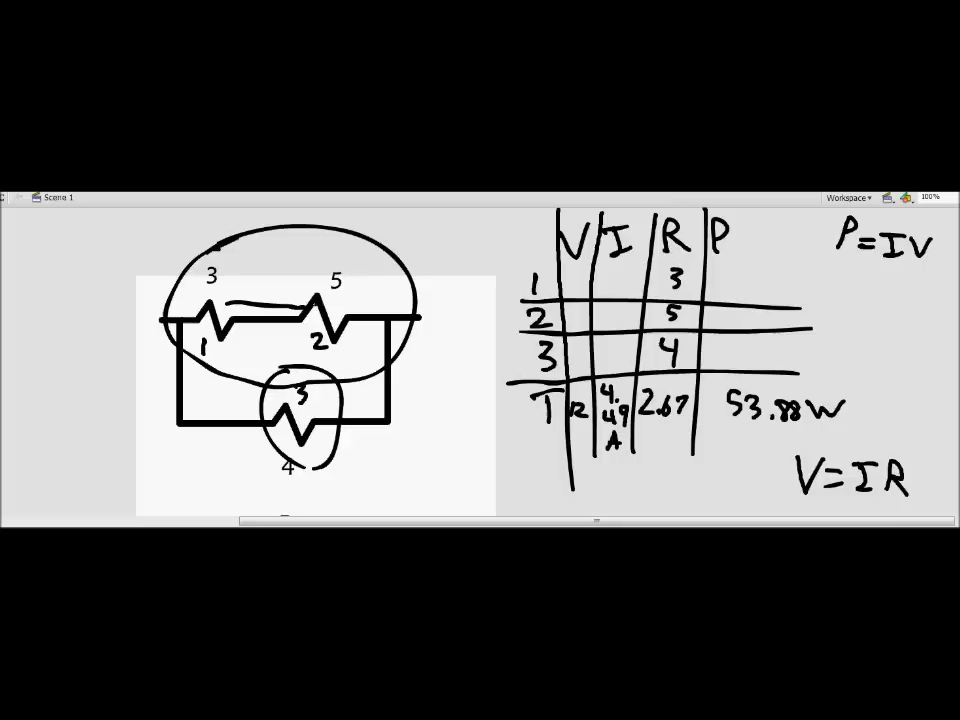 Scene 1
Workspace
100%
3
5
1
2
3
4
V I R P
1 3
2 5
3 4
T 12 4.49 A 2.67 53.88 W
P = IV
V = IR